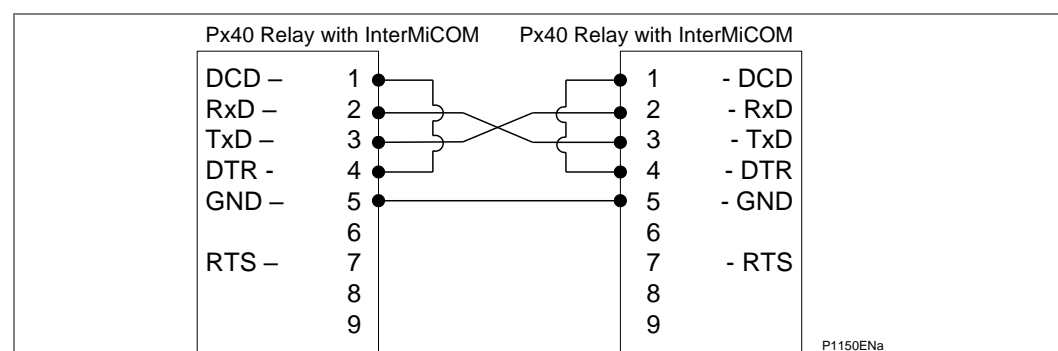 Px40 Relay with InterMiCOM Px40 Relay with InterMiCOM
DCD – 1 1 - DCD
RxD – 2 2 - RxD
TxD – 3 3 - TxD
DTR - 4 4 - DTR
GND – 5 5 - GND
6 6
RTS – 7 7 - RTS
8 8
9 9
P1150ENa